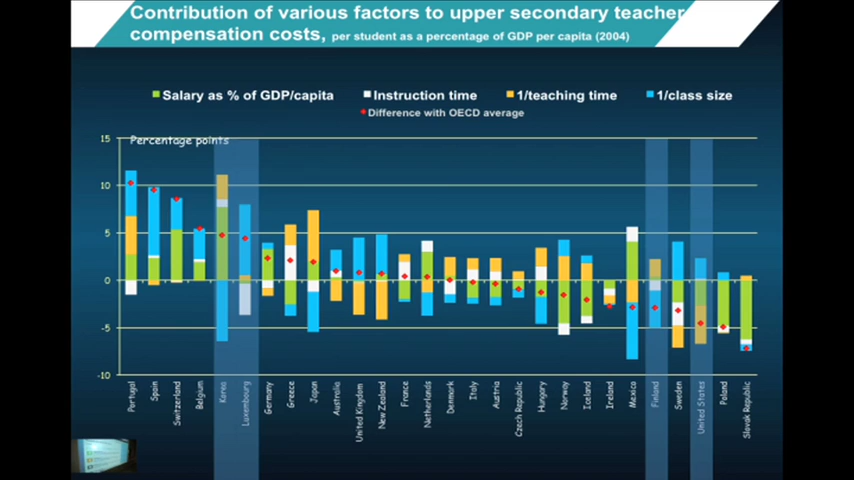 Contribution of various factors to upper secondary teacher
compensation costs, per student as a percentage of GDP per capita (2004)
Salary as % of GDP/capita Instruction time 1/teaching time 1/class size
Difference with OECD average
Percentage points
15
10
5
0
-5
-10
Portugal
Spain
Switzerland
Belgium
Korea
Luxembourg
Germany
Greece
Japan
Australia
United Kingdom
New Zealand
France
Netherlands
Denmark
Italy
Austria
Czech Republic
Hungary
Norway
Iceland
Ireland
Mexico
Finland
Sweden
United States
Poland
Slovak Republic